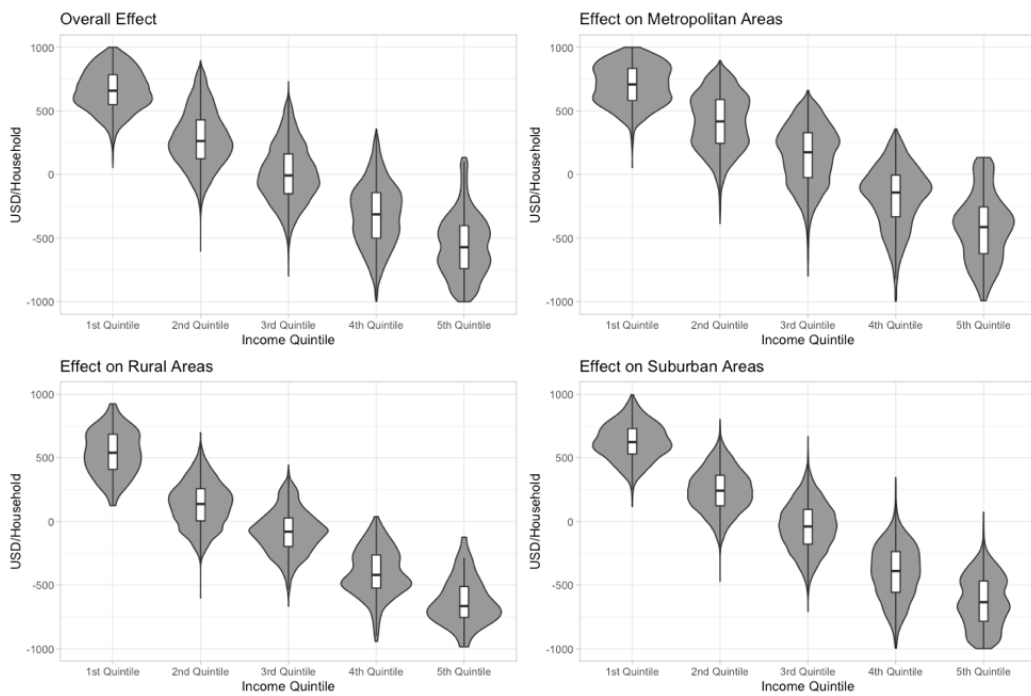 Overall Effect
1000
500
0
-500
-1000
USD/Household
1st Quintile 2nd Quintile 3rd Quintile 4th Quintile 5th Quintile
Income Quintile
Effect on Metropolitan Areas
1000
500
0
-500
-1000
USD/Household
1st Quintile 2nd Quintile 3rd Quintile 4th Quintile 5th Quintile
Income Quintile
Effect on Rural Areas
1000
500
0
-500
-1000
USD/Household
1st Quintile 2nd Quintile 3rd Quintile 4th Quintile 5th Quintile
Income Quintile
Effect on Suburban Areas
1000
500
0
-500
-1000
USD/Household
1st Quintile 2nd Quintile 3rd Quintile 4th Quintile 5th Quintile
Income Quintile